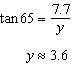 tan 65 = 7.7/y
y ≈ 3.6